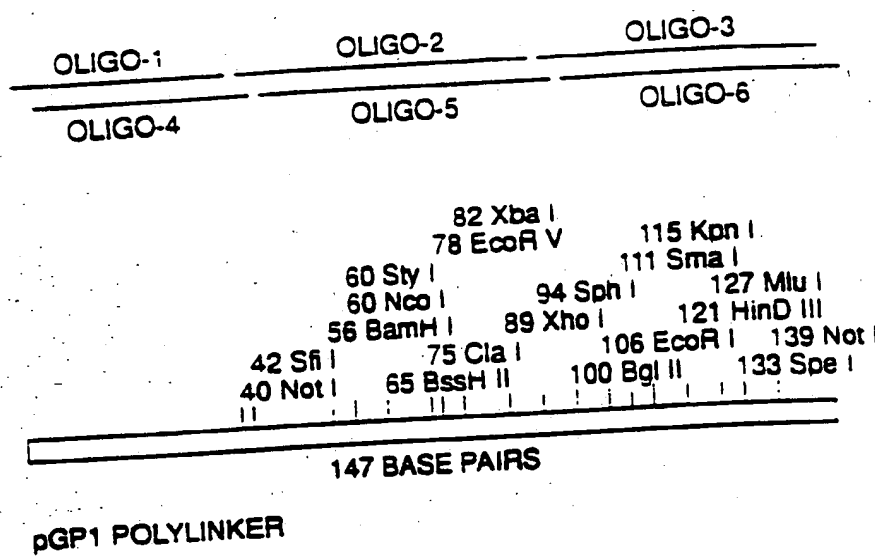 OLIGO-1 OLIGO-2 OLIGO-3
OLIGO-4 OLIGO-5 OLIGO-6
82 Xba I
78 EcoR V 115 Kpn I
60 Sty I 111 Sma I
60 Nco I 94 Sph I 127 Mlu I
56 BamH I 89 Xho I 121 HinD III
42 Sfi I 75 Cla I 106 EcoR I 139 Not I
40 Not I 65 BssH II 100 Bgl II 133 Spe I
147 BASE PAIRS
pGP1 POLYLINKER